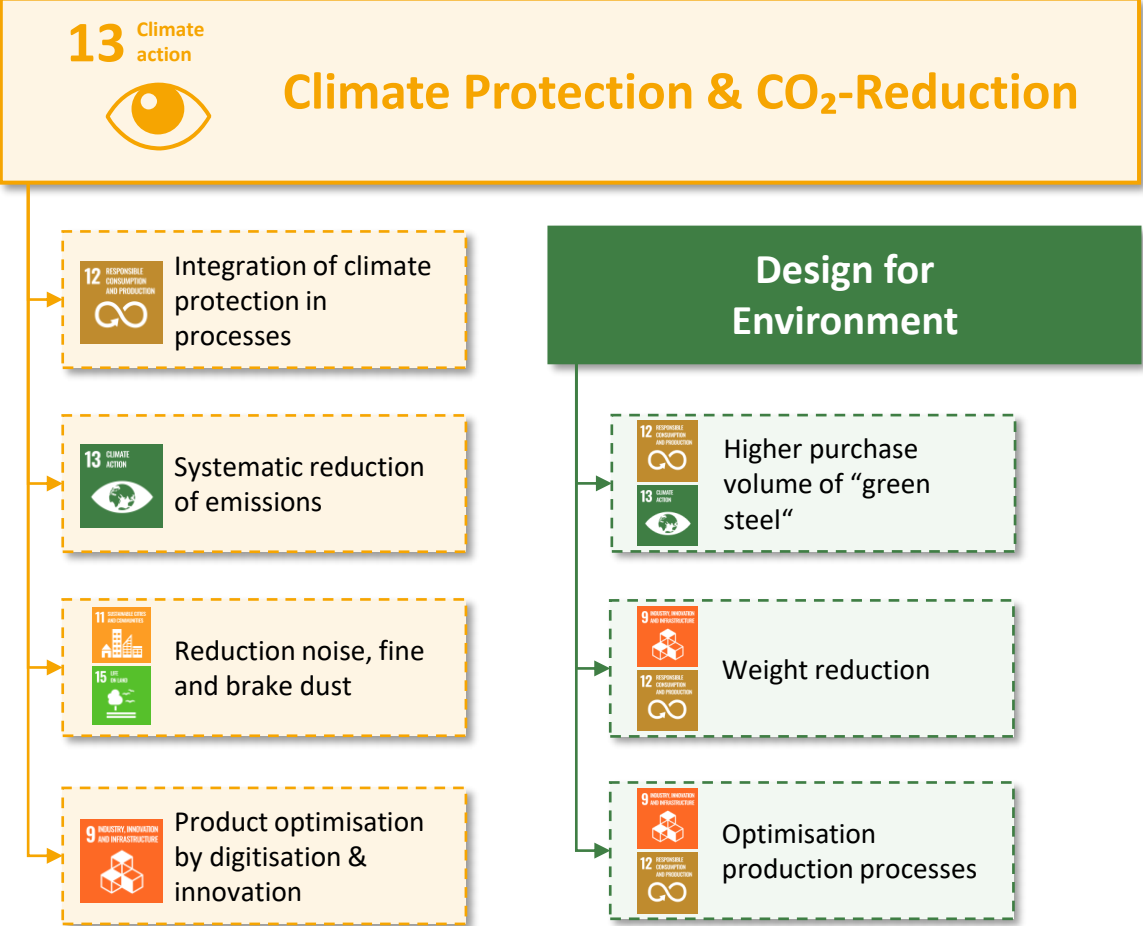 13 Climate
action
Climate Protection & CO₂-Reduction
12 RESPONSIBLE
CONSUMPTION
AND PRODUCTION
Integration of climate
protection in
processes
13 CLIMATE
ACTION
Systematic reduction
of emissions
11 SUSTAINABLE CITIES
AND COMMUNITIES
15 LIFE
ON LAND
Reduction noise, fine
and brake dust
9 INDUSTRY, INNOVATION
AND INFRASTRUCTURE
Product optimisation
by digitisation &
innovation
Design for
Environment
12 RESPONSIBLE
CONSUMPTION
AND PRODUCTION
13 CLIMATE
ACTION
Higher purchase
volume of “green
steel“
9 INDUSTRY, INNOVATION
AND INFRASTRUCTURE
12 RESPONSIBLE
CONSUMPTION
AND PRODUCTION
Weight reduction
9 INDUSTRY, INNOVATION
AND INFRASTRUCTURE
12 RESPONSIBLE
CONSUMPTION
AND PRODUCTION
Optimisation
production processes